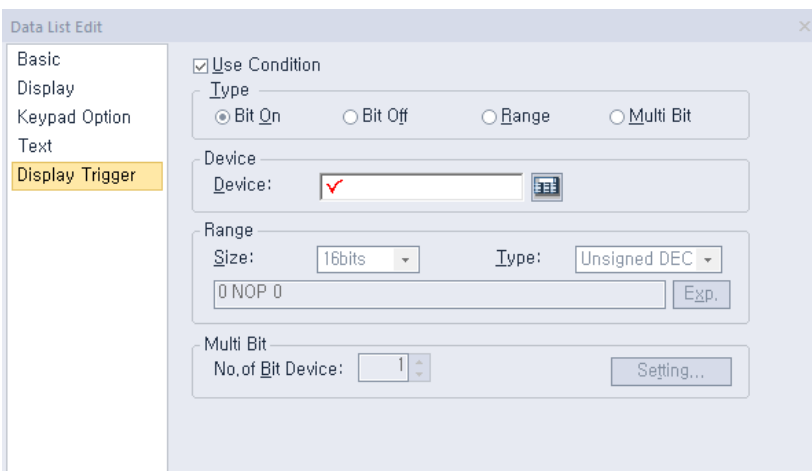 Data List Edit
Basic
Display
Keypad Option
Text
Display Trigger
Use Condition
Type
Bit On Bit Off Range Multi Bit
Device
Device:
Range
Size: 16bits Type: Unsigned DEC
0 NOP 0 Exp.
Multi Bit
No.of Bit Device: 1 Setting...